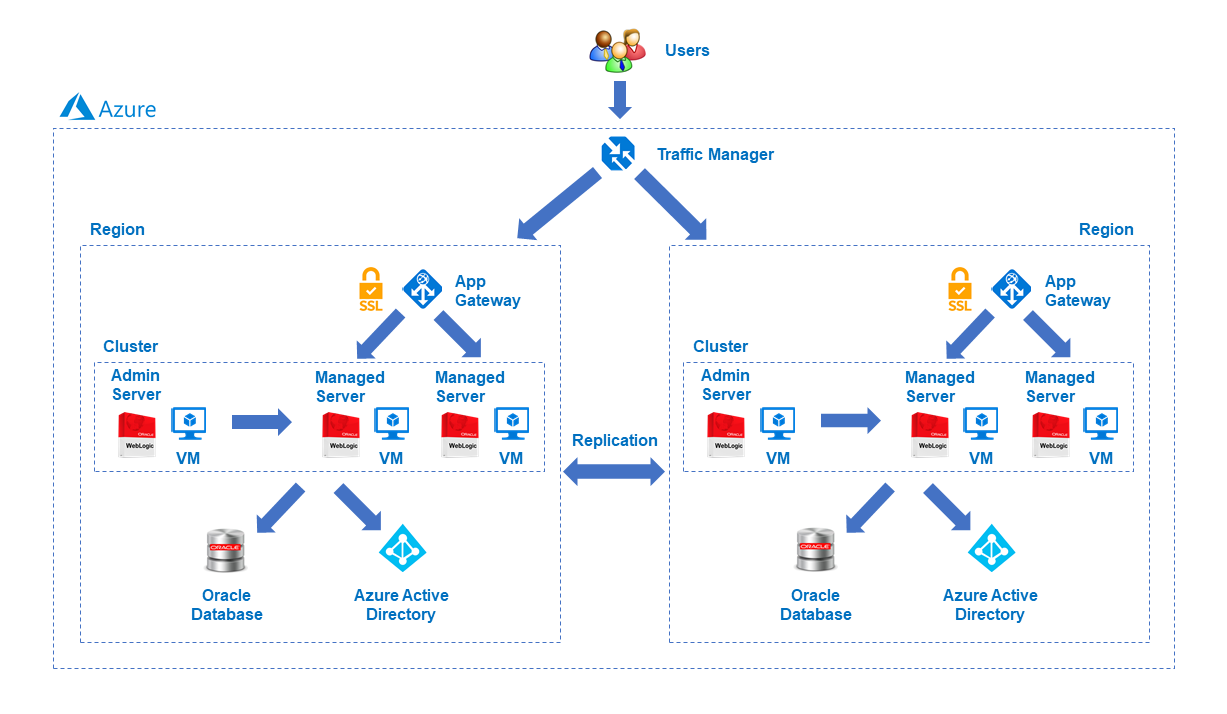 Users
Azure
Traffic Manager
Region
Region
SSL
App
Gateway
SSL
App
Gateway
Cluster
Admin
Server
Managed
Server
Managed
Server
ORACLE
WebLogic
VM
ORACLE
WebLogic
VM
ORACLE
WebLogic
VM
Replication
Cluster
Admin
Server
Managed
Server
Managed
Server
ORACLE
WebLogic
VM
ORACLE
WebLogic
VM
ORACLE
WebLogic
VM
ORACLE
Oracle
Database
Azure Active
Directory
ORACLE
Oracle
Database
Azure Active
Directory